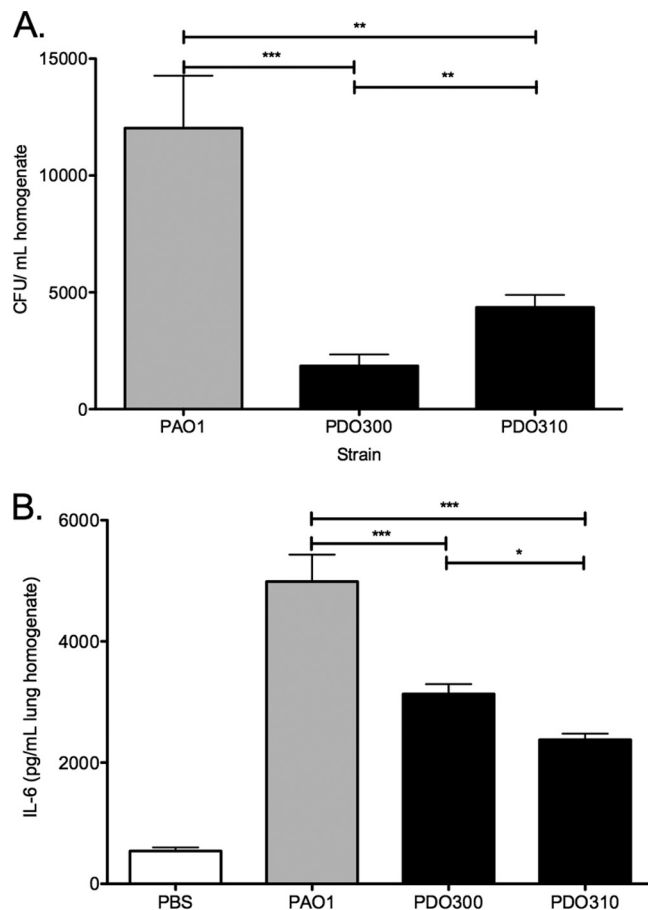 A.
**
***
**
15000
10000
5000
0
CFU/ mL homogenate
PAO1 PDO300 PDO310
Strain
B.
***
***
*
6000
4000
2000
0
IL-6 (pg/mL lung homogenate)
PBS PAO1 PDO300 PDO310